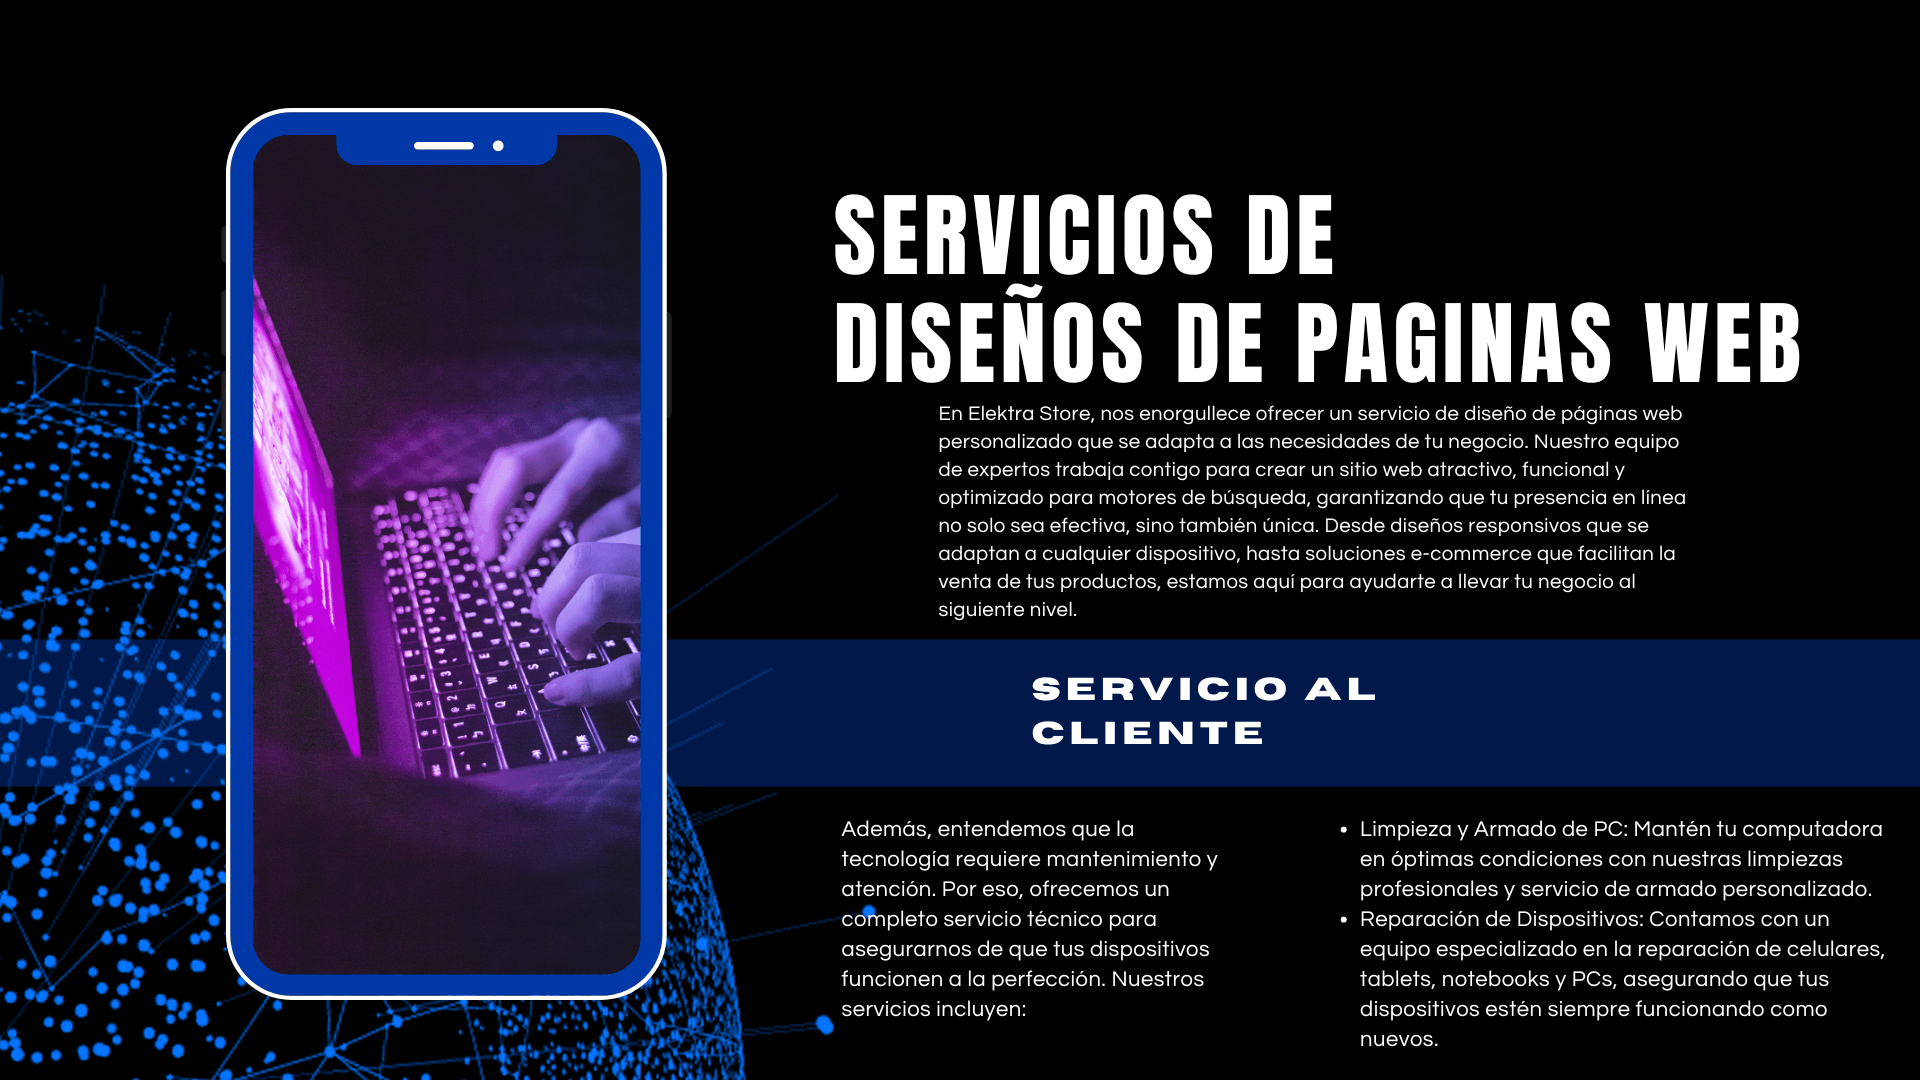 SERVICIOS DE
DISEÑOS DE PAGINAS WEB
En Elektra Store, nos enorgullece ofrecer un servicio de diseño de páginas web
personalizado que se adapta a las necesidades de tu negocio. Nuestro equipo
de expertos trabaja contigo para crear un sitio web atractivo, funcional y
optimizado para motores de búsqueda, garantizando que tu presencia en línea
no solo sea efectiva, sino también única. Desde diseños responsivos que se
adaptan a cualquier dispositivo, hasta soluciones e-commerce que facilitan la
venta de tus productos, estamos aquí para ayudarte a llevar tu negocio al
siguiente nivel.
SERVICIO AL
CLIENTE
Además, entendemos que la
tecnología requiere mantenimiento y
atención. Por eso, ofrecemos un
completo servicio técnico para
asegurarnos de que tus dispositivos
funcionen a la perfección. Nuestros
servicios incluyen:
• Limpieza y Armado de PC: Mantén tu computadora
en óptimas condiciones con nuestras limpiezas
profesionales y servicio de armado personalizado.
• Reparación de Dispositivos: Contamos con un
equipo especializado en la reparación de celulares,
tablets, notebooks y PCs, asegurando que tus
dispositivos estén siempre funcionando como
nuevos.